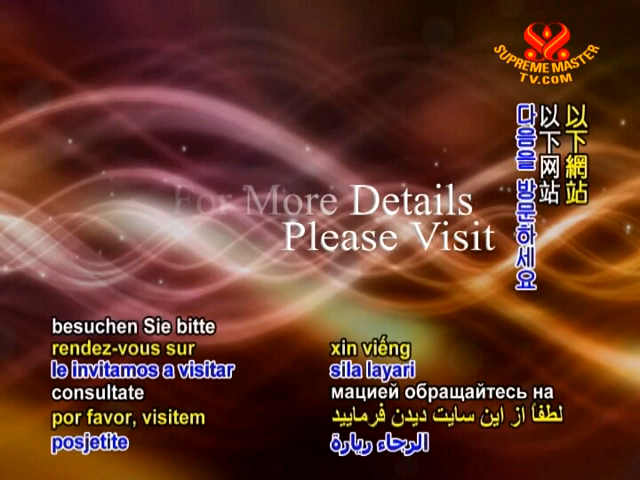 SUPREME MASTER
TV.COM
For More Details
Please Visit
以下網站
以下网站
다음을 방문하세요
besuchen Sie bitte
rendez-vous sur
le invitamos a visitar
consultate
por favor, visitem
posjetite
xin viếng
sila layari
мацией обращайтесь на
لطفاً از این سایت دیدن فرمایید
الرجاء زيارة